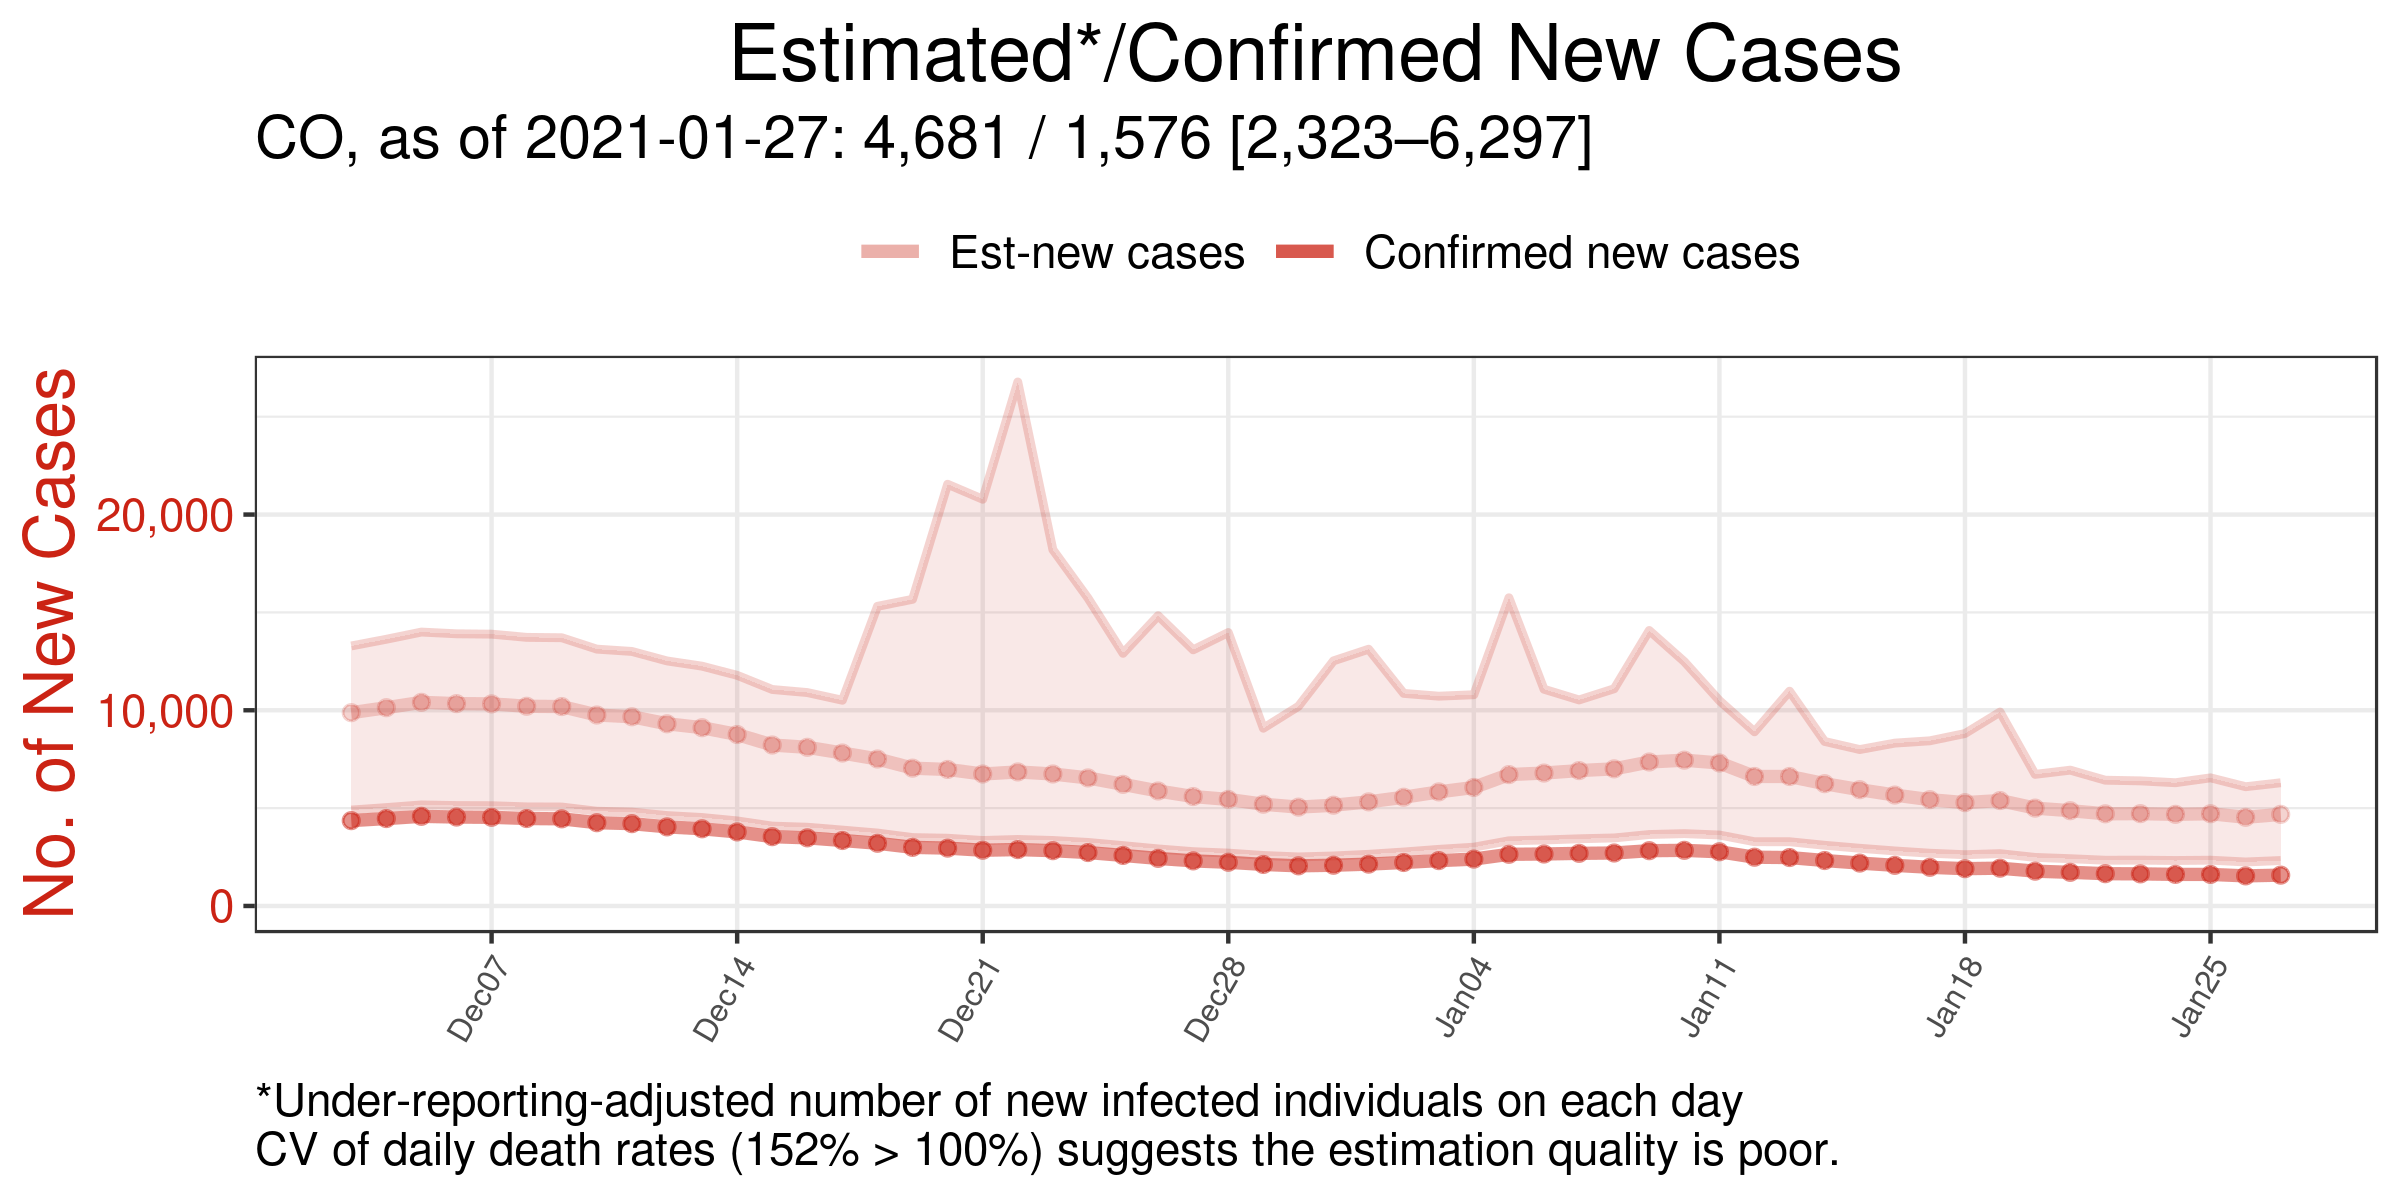 Estimated*/Confirmed New Cases
CO, as of 2021-01-27: 4,681 / 1,576 [2,323–6,297]
Est-new cases
Confirmed new cases
No. of New Cases
20,000
10,000
0
Dec07
Dec14
Dec21
Dec28
Jan04
Jan11
Jan18
Jan25
*Under-reporting-adjusted number of new infected individuals on each day
CV of daily death rates (152% > 100%) suggests the estimation quality is poor.